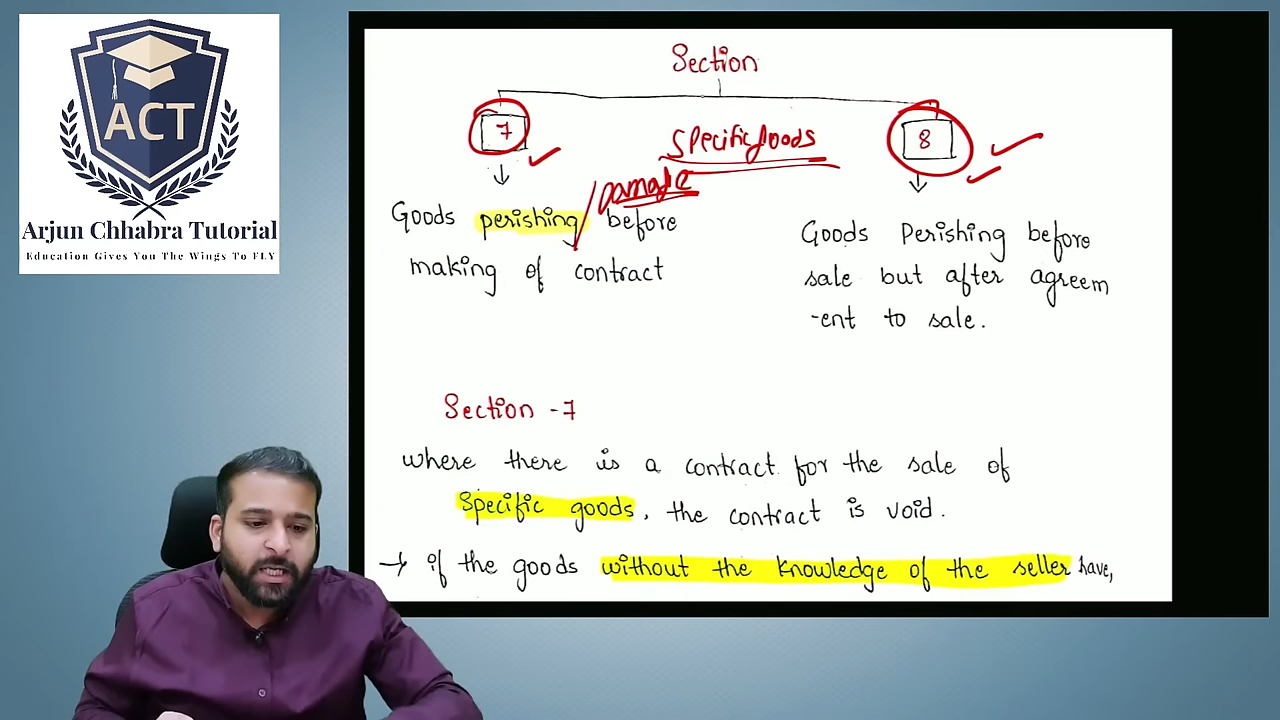 ACT
Arjun Chhabra Tutorial
Education Gives You The Wings To FLY
Section
7
8
Specific goods
Damage
Goods perishing before
making of contract
Goods Perishing before
sale but after agreem
-ent to sale.
Section -7
where there is a contract for the sale of
Specific goods, the contract is void.
→ if the goods without the knowledge of the seller have,